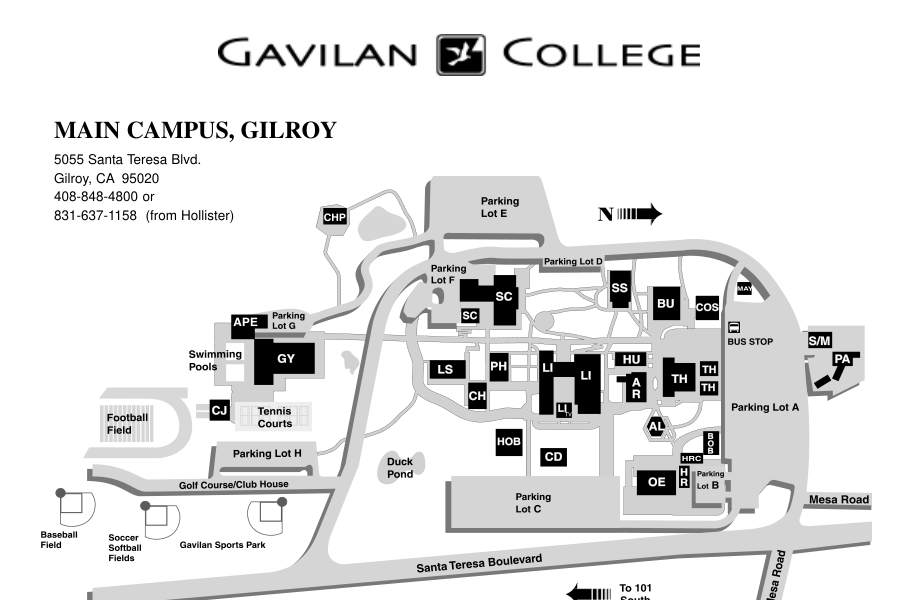 GAVILAN COLLEGE
MAIN CAMPUS, GILROY
5055 Santa Teresa Blvd.
Gilroy, CA 95020
408-848-4800 or
831-637-1158 (from Hollister)
Parking
Lot E
N
CHP
Parking Lot D
Parking
Lot F
SC
SC
SS
BU
COS
MAY
APE
Parking
Lot G
BUS STOP
S/M
PA
Swimming
Pools
GY
LS
PH
LI
LI
HU
TH
TH
TH
CH
A
R
Parking Lot A
CJ
Tennis
Courts
Football
Field
AL
HOB
CD
B
O
B
HRC
Parking Lot H
Duck
Pond
OE
H
R
Parking
Lot B
Golf Course/Club House
Parking
Lot C
Mesa Road
Baseball
Field
Soccer
Softball
Fields
Gavilan Sports Park
Santa Teresa Boulevard
Mesa Road
To 101
South